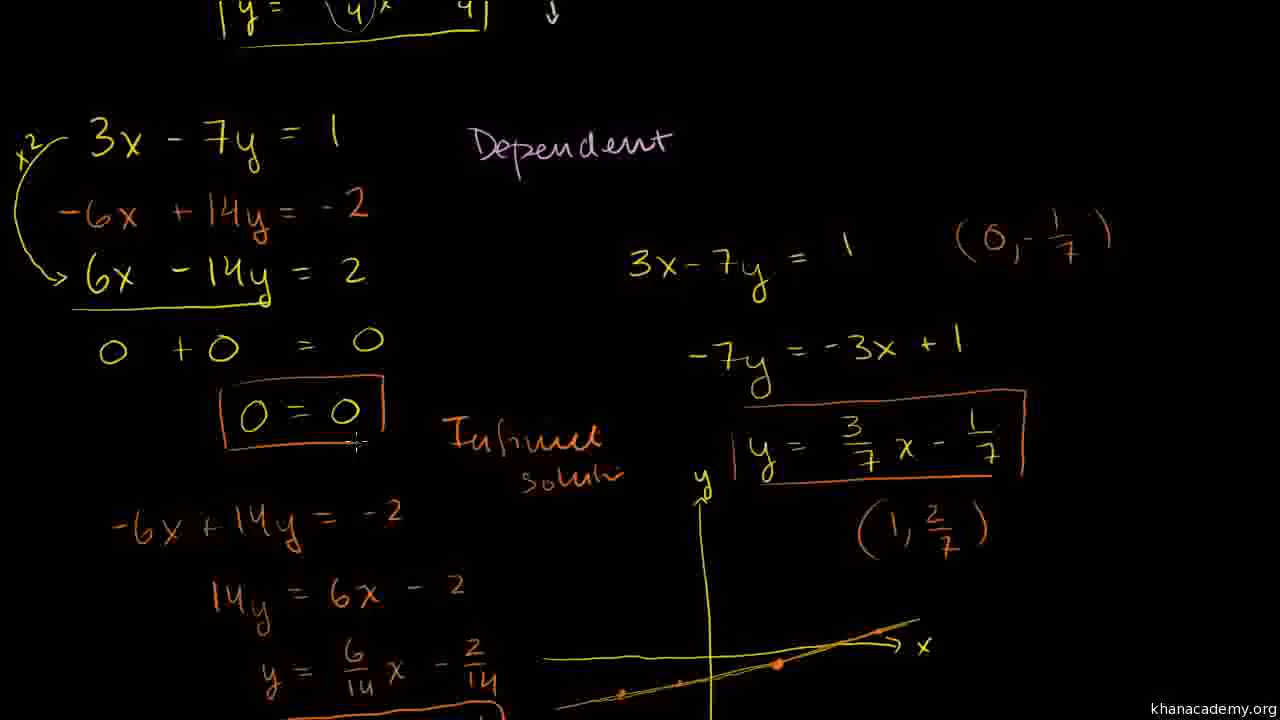 x2
3x - 7y = 1
-6x + 14y = -2
6x - 14y = 2
0 + 0 = 0
0 = 0
Dependent
3x - 7y = 1
(0, -1/7)
-7y = -3x + 1
y = 3/7 x - 1/7
(1, 2/7)
-6x + 14y = -2
14y = 6x - 2
y = 6/14 x - 2/14
y
x
khanacademy.org